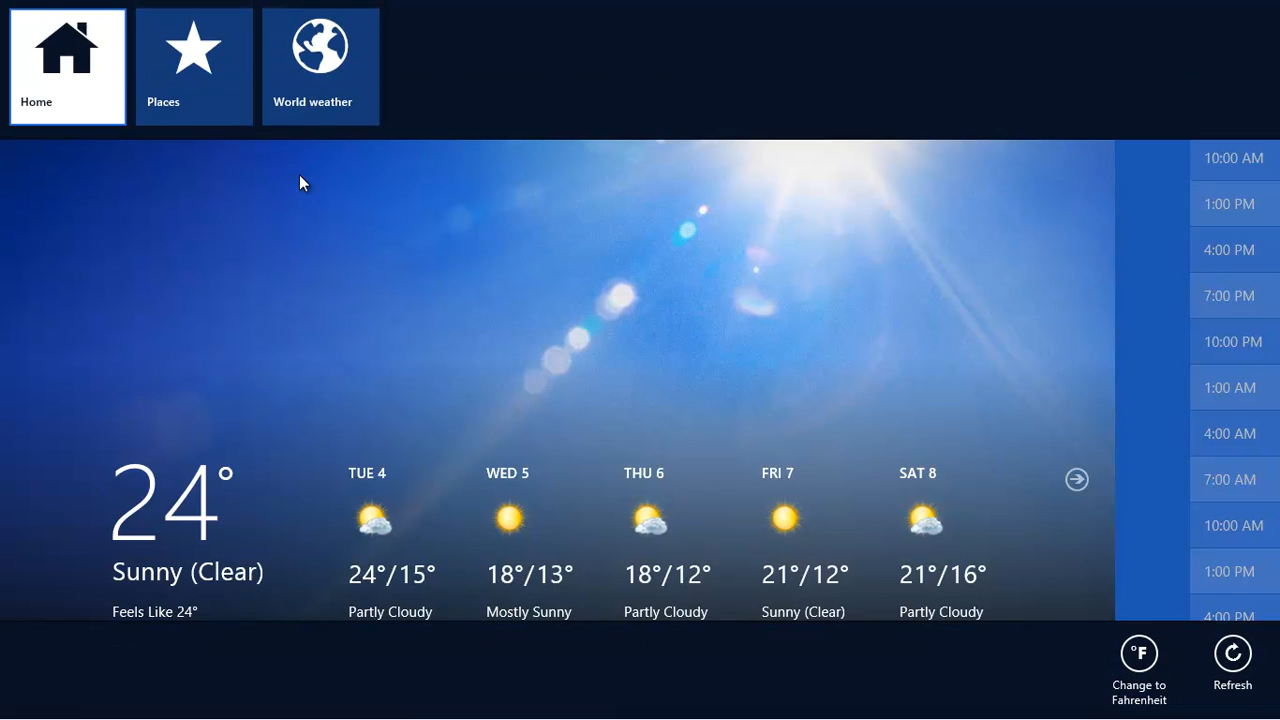 Home
Places
World weather
10:00 AM
1:00 PM
4:00 PM
7:00 PM
10:00 PM
1:00 AM
4:00 AM
7:00 AM
10:00 AM
1:00 PM
4:00 PM
24°
Sunny (Clear)
Feels Like 24°
TUE 4
24°/15°
Partly Cloudy
WED 5
18°/13°
Mostly Sunny
THU 6
18°/12°
Partly Cloudy
FRI 7
21°/12°
Sunny (Clear)
SAT 8
21°/16°
Partly Cloudy
°F
Change to
Fahrenheit
Refresh